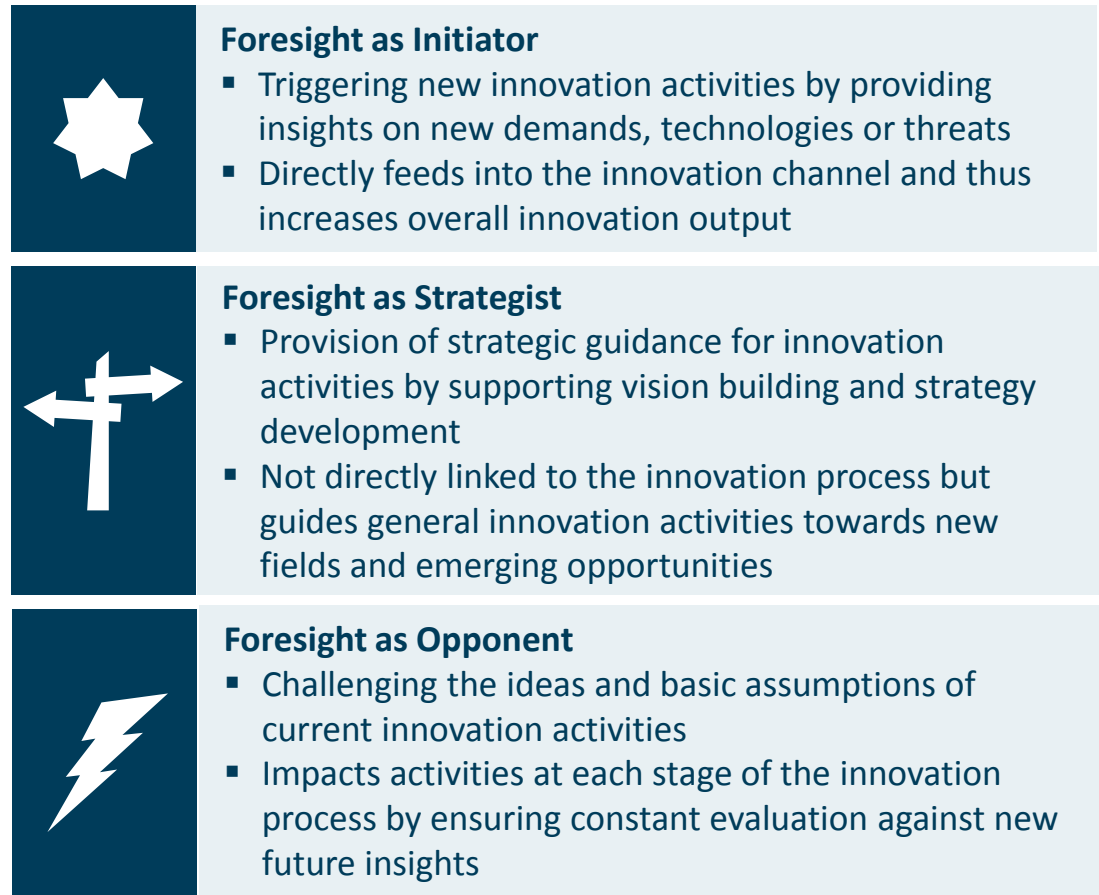 Foresight as Initiator
▪ Triggering new innovation activities by providing
insights on new demands, technologies or threats
▪ Directly feeds into the innovation channel and thus
increases overall innovation output
Foresight as Strategist
▪ Provision of strategic guidance for innovation
activities by supporting vision building and strategy
development
▪ Not directly linked to the innovation process but
guides general innovation activities towards new
fields and emerging opportunities
Foresight as Opponent
▪ Challenging the ideas and basic assumptions of
current innovation activities
▪ Impacts activities at each stage of the innovation
process by ensuring constant evaluation against new
future insights